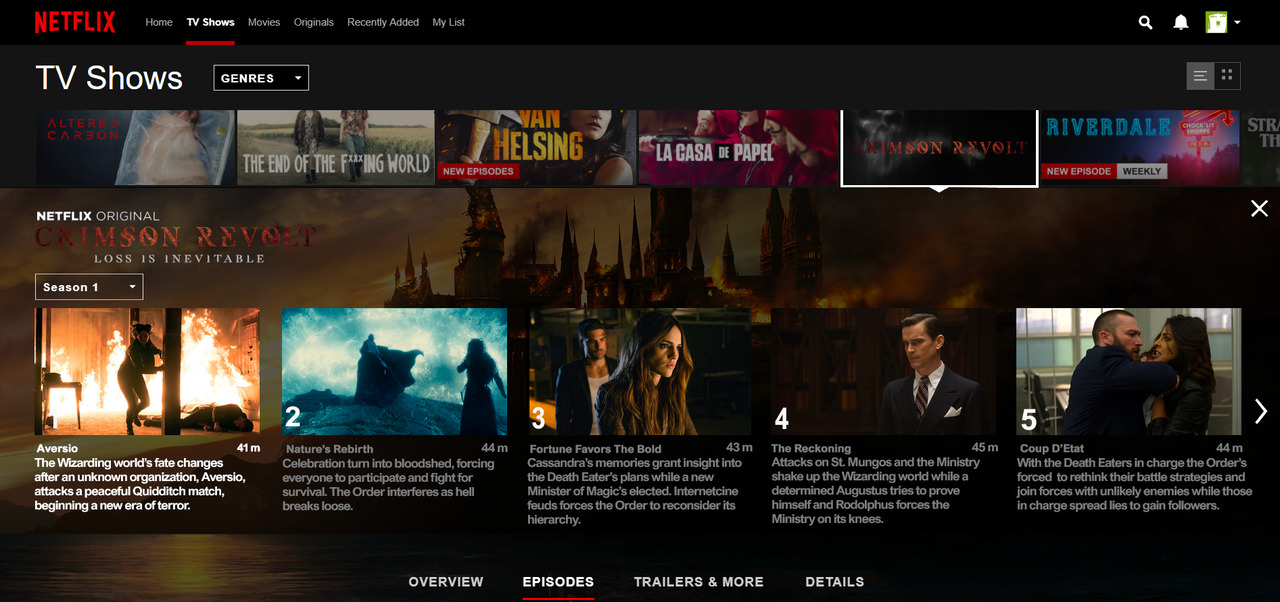 NETFLIX Home TV Shows Movies Originals Recently Added My List
TV Shows GENRES
ALTERED
CARBON
THE END OF THE F***ING WORLD
VAN
HELSING
NEW EPISODES
LA CASA DE PAPEL
CRIMSON REVOLT
RIVERDALE
CHOCK'LIT
SHOPPE
NEW EPISODE WEEKLY
NETFLIX ORIGINAL
CRIMSON REVOLT
LOSS IS INEVITABLE
Season 1
1
Aversio 41 m
The Wizarding world's fate changes
after an unknown organization, Aversio,
attacks a peaceful Quidditch match,
beginning a new era of terror.
2
Nature's Rebirth 44 m
Celebration turn into bloodshed, forcing
everyone to participate and fight for
survival. The Order interferes as hell
breaks loose.
3
Fortune Favors The Bold 43 m
Cassandra's memories grant insight into
the Death Eater's plans while a new
Minister of Magic's elected. Internetcine
feuds forces the Order to reconsider its
hierarchy.
4
The Reckoning 45 m
Attacks on St. Mungos and the Ministry
shake up the Wizarding world while a
determined Augustus tries to prove
himself and Rodolphus forces the
Ministry on its knees.
5
Coup D'Etat 44 m
With the Death Eaters in charge the Order's
forced to rethink their battle strategies and
join forces with unlikely enemies while those
in charge spread lies to gain followers.
OVERVIEW EPISODES TRAILERS & MORE DETAILS